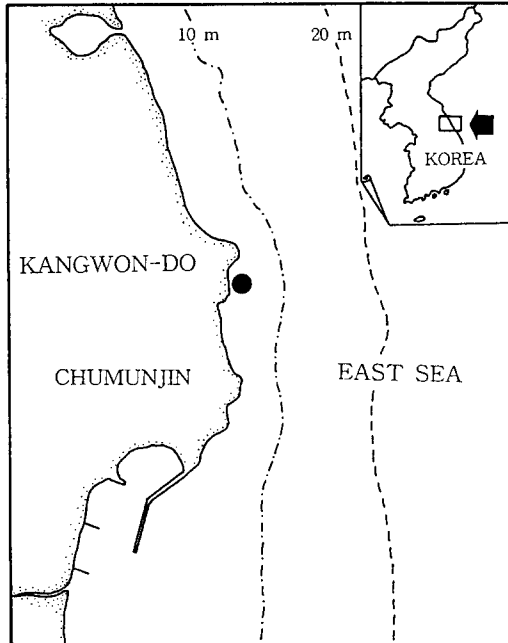 10 m
20 m
KOREA
KANGWON-DO
CHUMUNJIN
EAST SEA